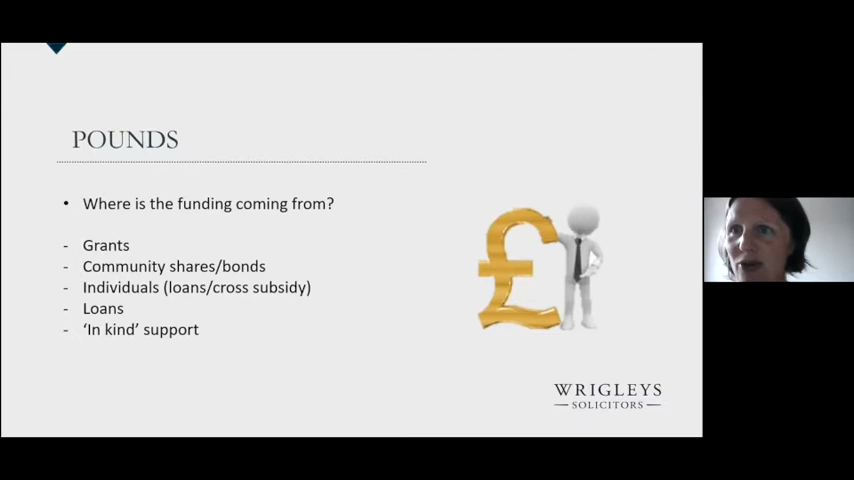 POUNDS
• Where is the funding coming from?
- Grants
- Community shares/bonds
- Individuals (loans/cross subsidy)
- Loans
- ‘In kind’ support
WRIGLEYS
— SOLICITORS —